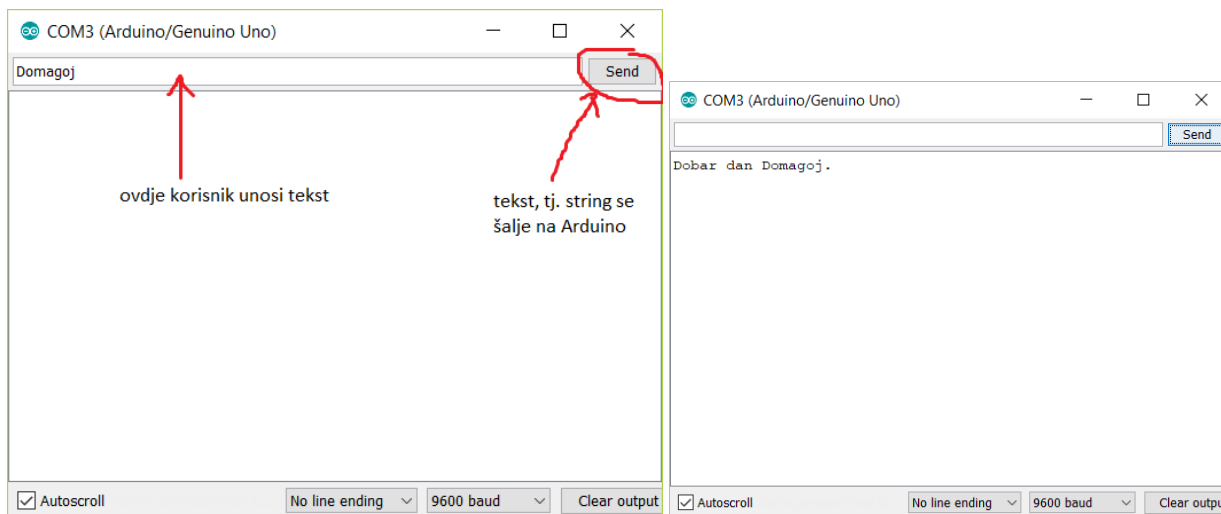 COM3 (Arduino/Genuino Uno)
Domagoj
Send
ovdje korisnik unosi tekst
tekst, tj. string se
šalje na Arduino
Autoscroll
No line ending
9600 baud
Clear output
COM3 (Arduino/Genuino Uno)
Send
Dobar dan Domagoj.
Autoscroll
No line ending
9600 baud
Clear outpu